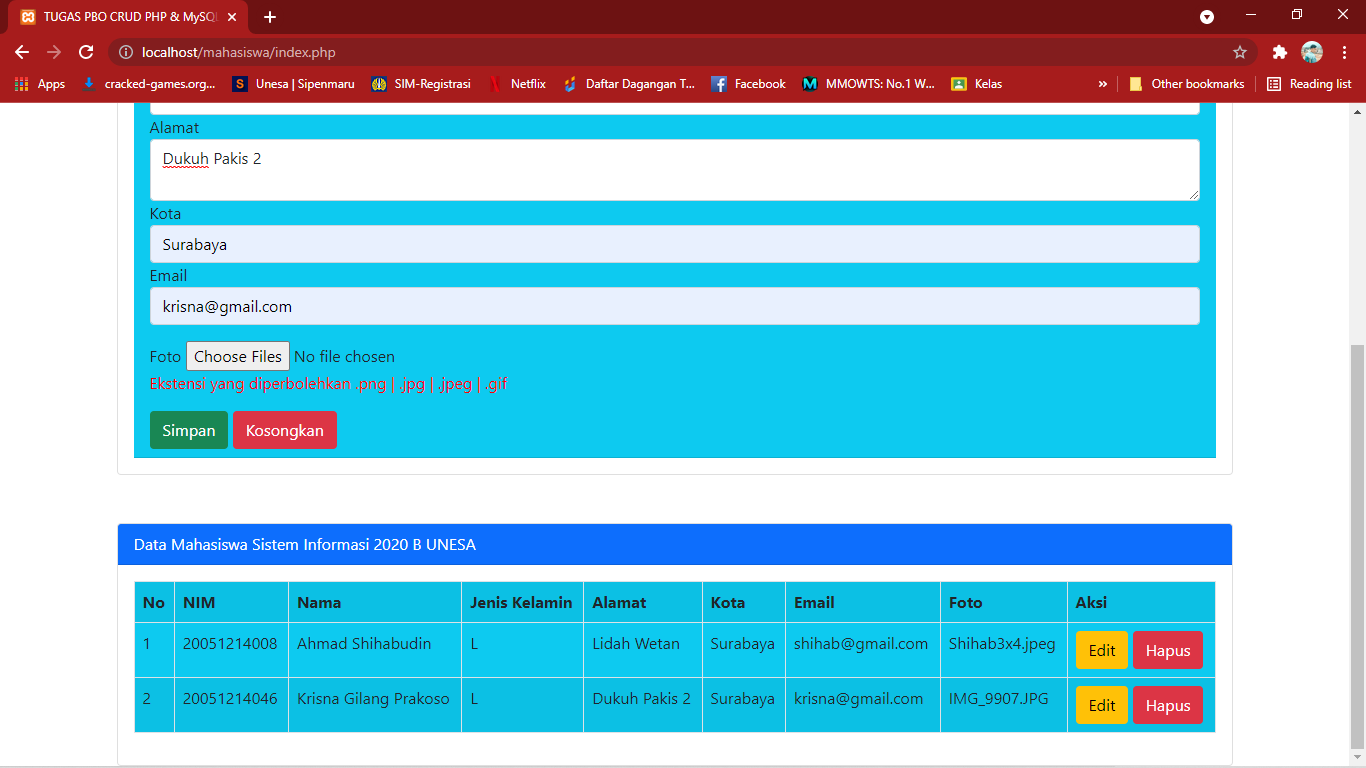 TUGAS PBO CRUD PHP & MySQL
localhost/mahasiswa/index.php
Apps cracked-games.org... Unesa | Sipenmaru SIM-Registrasi Netflix Daftar Dagangan T... Facebook MMOWTS: No.1 W... Kelas » Other bookmarks Reading list
Alamat
Dukuh Pakis 2
Kota
Surabaya
Email
krisna@gmail.com
Foto Choose Files No file chosen
Ekstensi yang diperbolehkan .png | .jpg | .jpeg | .gif
Simpan Kosongkan
Data Mahasiswa Sistem Informasi 2020 B UNESA
No NIM Nama Jenis Kelamin Alamat Kota Email Foto Aksi
1 20051214008 Ahmad Shihabudin L Lidah Wetan Surabaya shihab@gmail.com Shihab3x4.jpeg Edit Hapus
2 20051214046 Krisna Gilang Prakoso L Dukuh Pakis 2 Surabaya krisna@gmail.com IMG_9907.JPG Edit Hapus